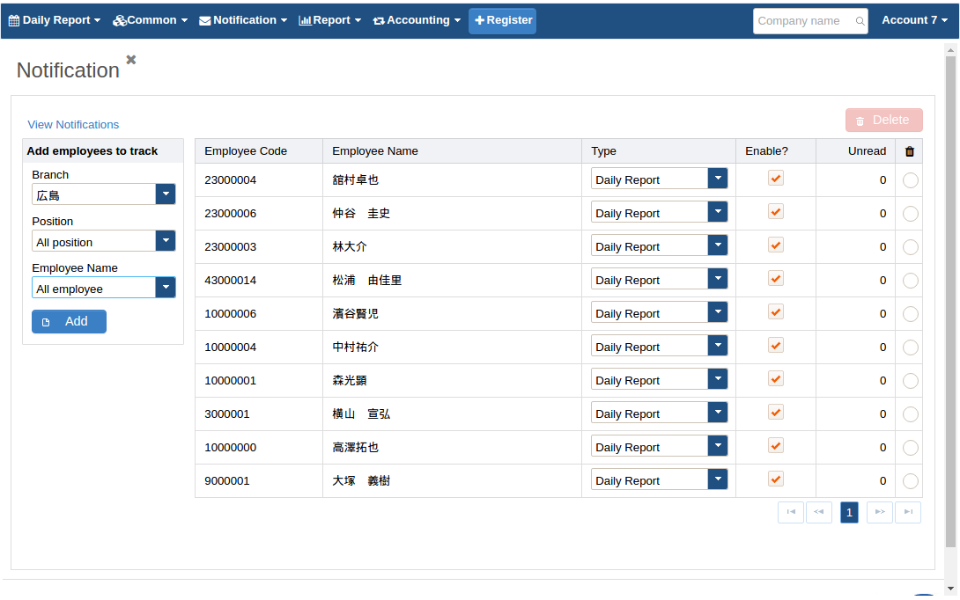 Daily Report Common Notification Report Accounting Register Company name Account 7
Notification
View Notifications
Delete
Add employees to track
Branch
広島
Position
All position
Employee Name
All employee
Add
Employee Code Employee Name Type Enable? Unread
23000004 舘村卓也 Daily Report 0
23000006 仲谷 圭史 Daily Report 0
23000003 林大介 Daily Report 0
43000014 松浦 由佳里 Daily Report 0
10000006 濱谷賢児 Daily Report 0
10000004 中村祐介 Daily Report 0
10000001 森光顕 Daily Report 0
3000001 横山 宣弘 Daily Report 0
10000000 高澤拓也 Daily Report 0
9000001 大塚 義樹 Daily Report 0
1